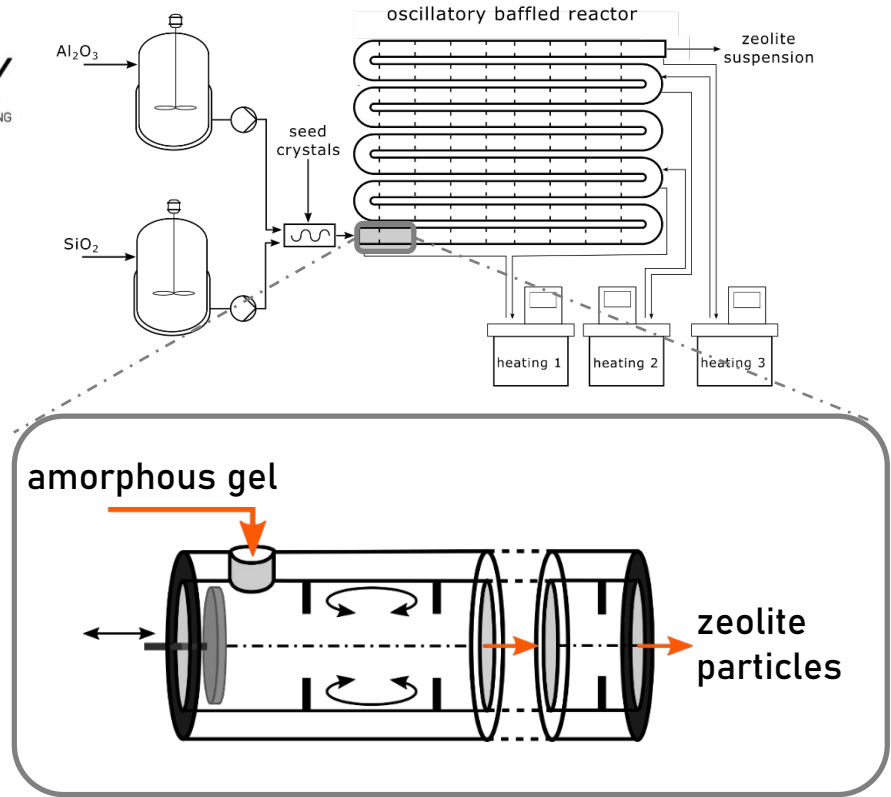 oscillatory baffled reactor
Al₂O₃
zeolite
suspension
seed
crystals
SiO₂
heating 1
heating 2
heating 3
amorphous gel
zeolite
particles